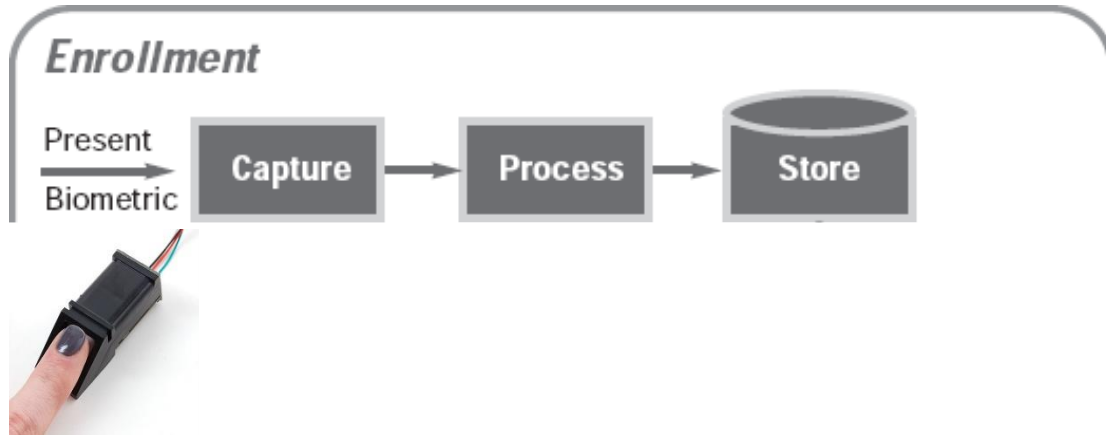 Enrollment
Present
Biometric
Capture
Process
Store